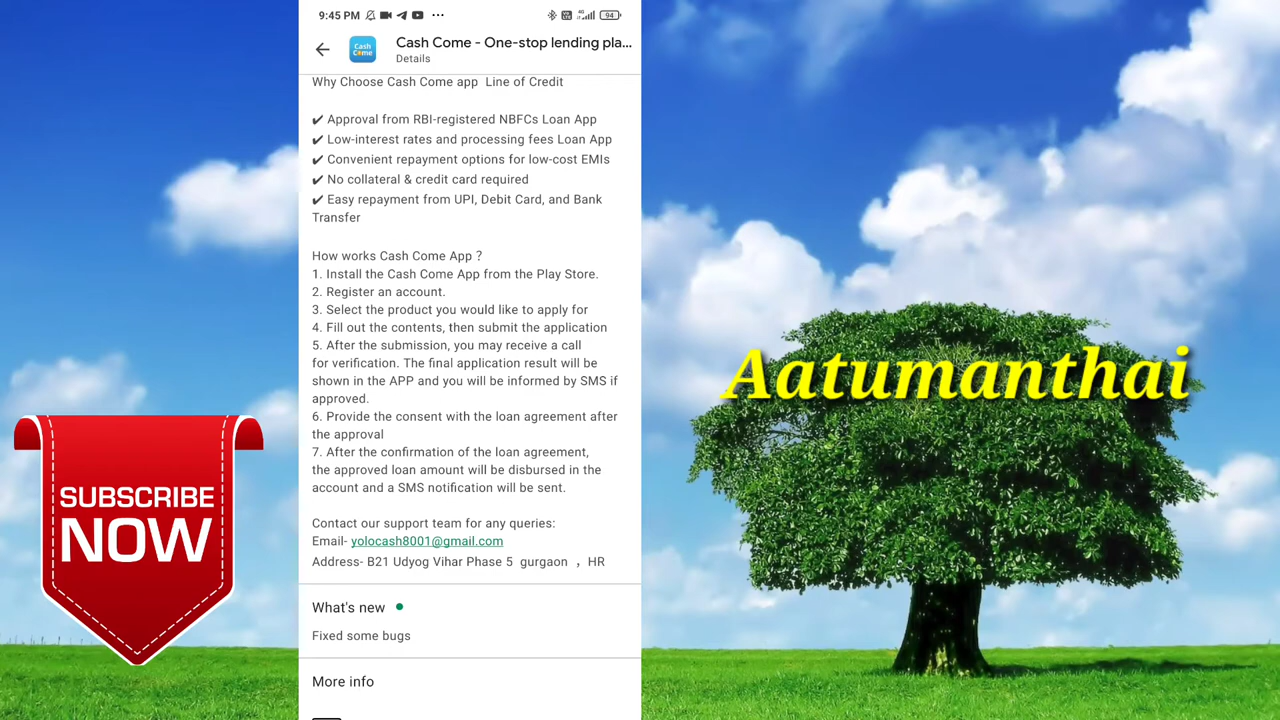 9:45 PM
4G
94
Cash Come
Cash Come - One-stop lending pla...
Details
Why Choose Cash Come app Line of Credit
✔ Approval from RBI-registered NBFCs Loan App
✔ Low-interest rates and processing fees Loan App
✔ Convenient repayment options for low-cost EMIs
✔ No collateral & credit card required
✔ Easy repayment from UPI, Debit Card, and Bank
Transfer
How works Cash Come App ?
1. Install the Cash Come App from the Play Store.
2. Register an account.
3. Select the product you would like to apply for
4. Fill out the contents, then submit the application
5. After the submission, you may receive a call
for verification. The final application result will be
shown in the APP and you will be informed by SMS if
approved.
6. Provide the consent with the loan agreement after
the approval
7. After the confirmation of the loan agreement,
the approved loan amount will be disbursed in the
account and a SMS notification will be sent.
Contact our support team for any queries:
Email- yolocash8001@gmail.com
Address- B21 Udyog Vihar Phase 5 gurgaon , HR
What's new
Fixed some bugs
More info
SUBSCRIBE
NOW
Aatumanthai